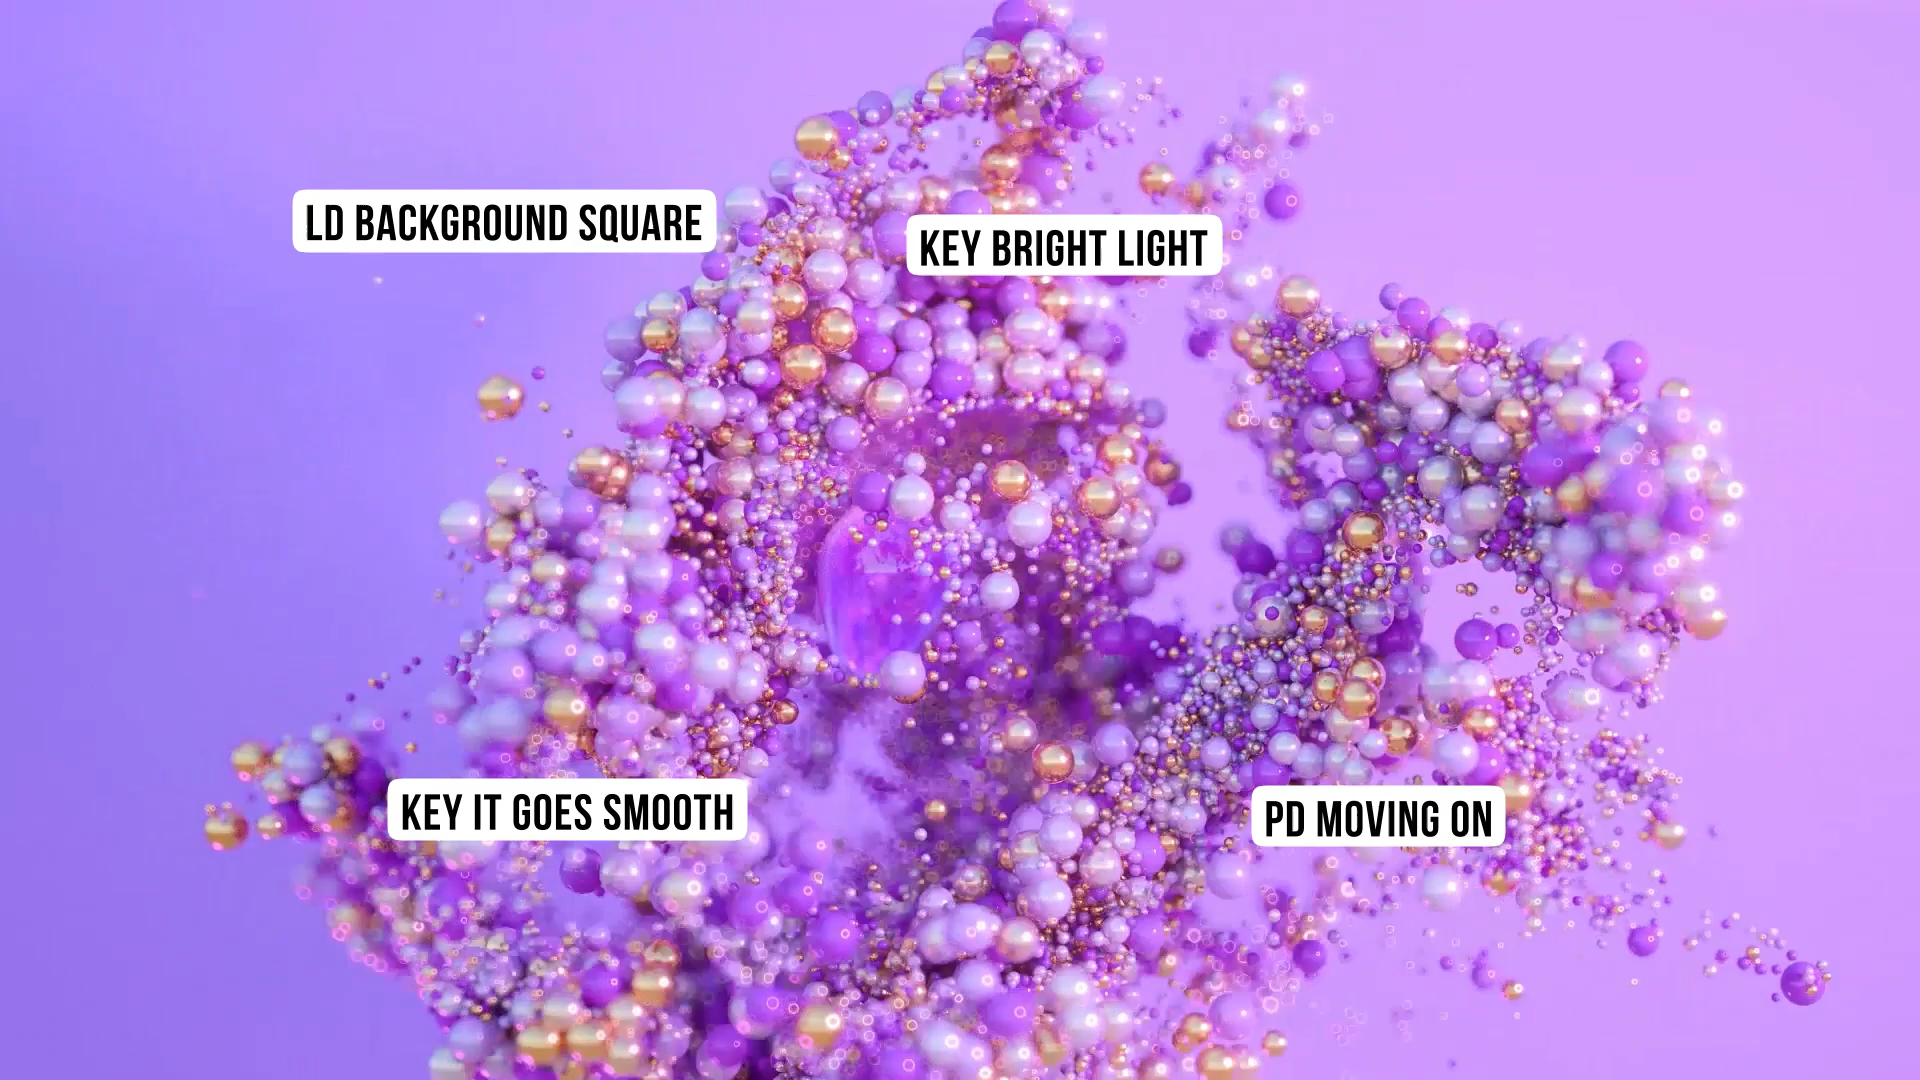 LD BACKGROUND SQUARE
KEY BRIGHT LIGHT
KEY IT GOES SMOOTH
PD MOVING ON